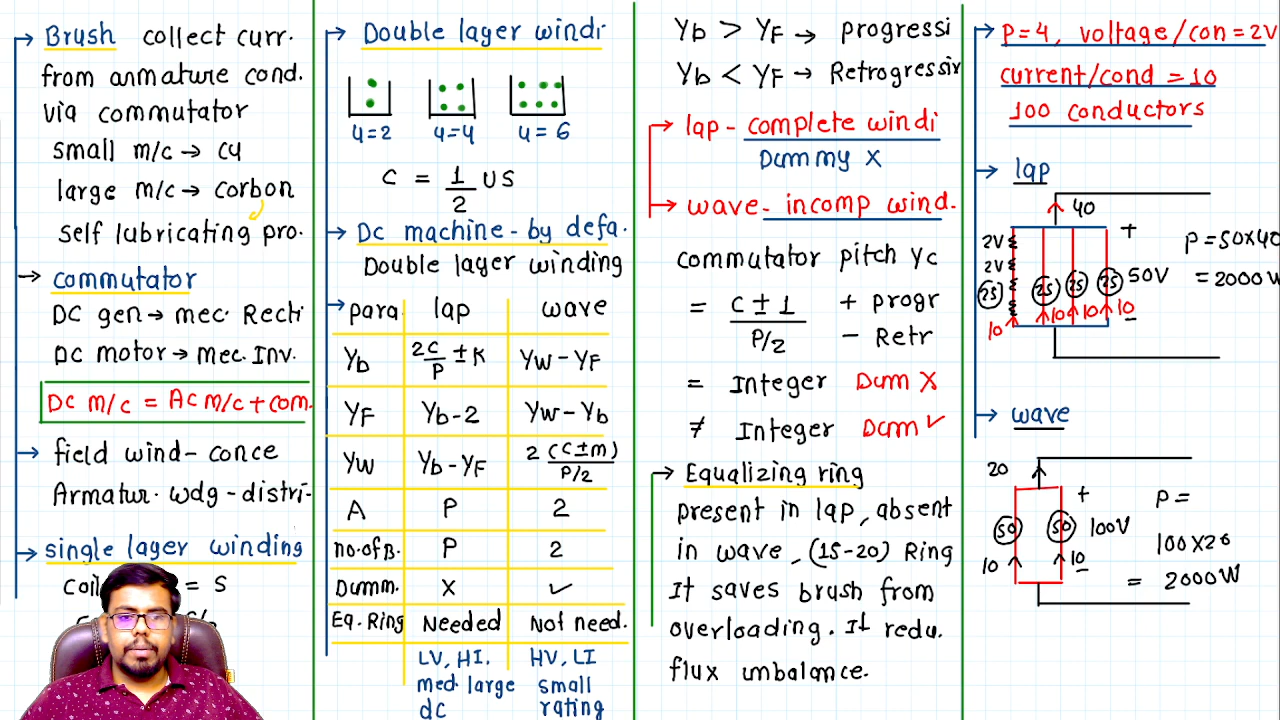 Brush collect curr.
from armature cond.
via commutator
small m/c → cu
large m/c → corbon
self lubricating pro.
commutator
DC gen → mec. Recti
DC motor → mec. Inv.
DC m/c = AC m/c + com.
field wind- conce
Armatur. wdg - distri-
single layer winding
coil = S
Double layer windi
u=2 u=4 u=6
C = 1/2 US
Dc machine - by defa.
Double layer winding
para. lap wave
Yb 2C/P ± K Yw - YF
YF Yb - 2 Yw - Yb
Yw Yb - YF 2 (C±m)/P/2
A P 2
no. of B. P 2
Dumm. X ✓
Eq. Ring Needed Not need.
LV, HI. HV, LI
med. large small
dc rating
Yb > YF → progressi
Yb < YF → Retrogressiv
lap - complete windi
Dummy X
wave - incomp wind.
commutator pitch Yc
= C ± 1 / P/2 + progr
- Retr
= Integer Dum X
≠ Integer Dum ✓
Equalizing ring
present in lap, absent
in wave, (15-20) Ring
It saves brush from
overloading. It redu.
flux imbalance.
P=4, voltage/con = 2V
current/cond = 10
100 conductors
lap
40
+
2V
2V
25 25 25 25 50V
10 10 10 10
-
P = 50X40
= 2000W
wave
20
+
50 50 100V
10 10
-
P =
100X20
= 2000W